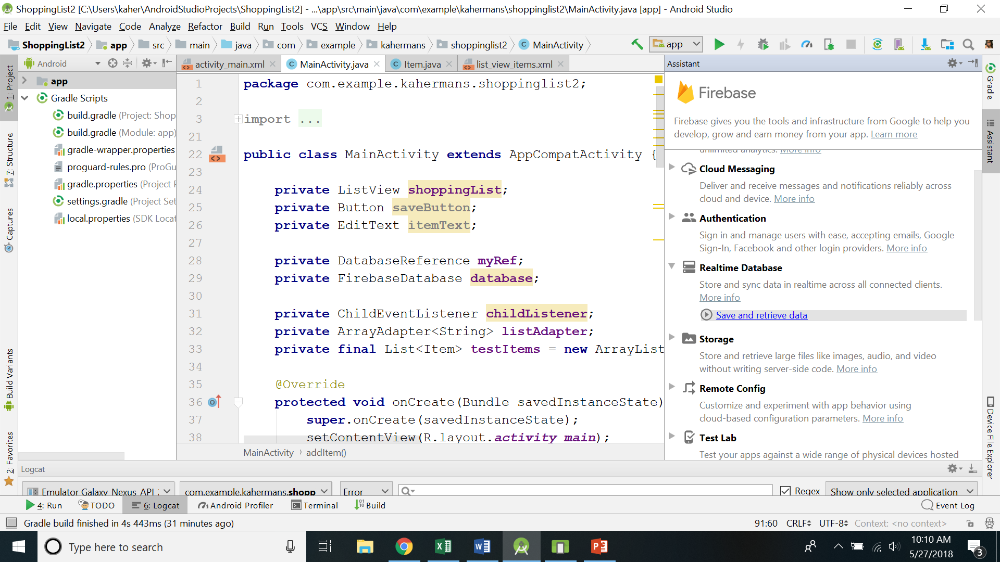 ShoppingList2 [C:\Users\kaher\AndroidStudioProjects\ShoppingList2] - ...\app\src\main\java\com\example\kahermans\shoppinglist2\MainActivity.java [app] - Android Studio
File Edit View Navigate Code Analyze Refactor Build Run Tools VCS Window Help
ShoppingList2 app src main java com example kahermans shoppinglist2 MainActivity app
Android
activity_main.xml MainActivity.java Item.java list_view_items.xml
Assistant
1: Project
7: Structure
Captures
Build Variants
2: Favorites
app
Gradle Scripts
build.gradle (Project: Shop
build.gradle (Module: app)
gradle-wrapper.properties
proguard-rules.pro (ProGu
gradle.properties (Project P
settings.gradle (Project Set
local.properties (SDK Locat
1 package com.example.kahermans.shoppinglist2;
2
3 import ...
21
22 public class MainActivity extends AppCompatActivity {
23
24 private ListView shoppingList;
25 private Button saveButton;
26 private EditText itemText;
27
28 private DatabaseReference myRef;
29 private FirebaseDatabase database;
30
31 private ChildEventListener childListener;
32 private ArrayAdapter<String> listAdapter;
33 private final List<Item> testItems = new ArrayList
34
35 @Override
36 protected void onCreate(Bundle savedInstanceState)
37 super.onCreate(savedInstanceState);
38 setContentView(R.layout.activity_main);
MainActivity › addItem()
Firebase
Firebase gives you the tools and infrastructure from Google to help you
develop, grow and earn money from your app. Learn more
unlimited analytics. More info
Cloud Messaging
Deliver and receive messages and notifications reliably across
cloud and device. More info
Authentication
Sign in and manage users with ease, accepting emails, Google
Sign-In, Facebook and other login providers. More info
Realtime Database
Store and sync data in realtime across all connected clients.
More info
Save and retrieve data
Storage
Store and retrieve large files like images, audio, and video
without writing server-side code. More info
Remote Config
Customize and experiment with app behavior using
cloud-based configuration parameters. More info
Test Lab
Test your apps against a wide range of physical devices hosted
Gradle
Assistant
Device File Explorer
Logcat
Emulator Galaxy_Nexus_API_ com.example.kahermans.shopp Error Regex Show only selected application
4: Run TODO 6: Logcat Android Profiler Terminal Build Event Log
Gradle build finished in 4s 443ms (31 minutes ago) 91:60 CRLF UTF-8 Context: <no context>
Type here to search
10:10 AM
5/27/2018
3